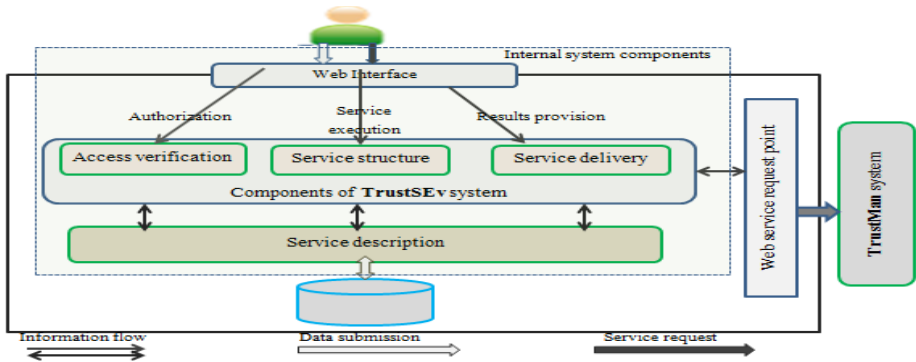 Internal system components
Web Interface
Authorization
Service
execution
Results provision
Access verification
Service structure
Service delivery
Components of TrustSEv system
Service description
Web service request point
TrustMan system
Information flow
Data submission
Service request